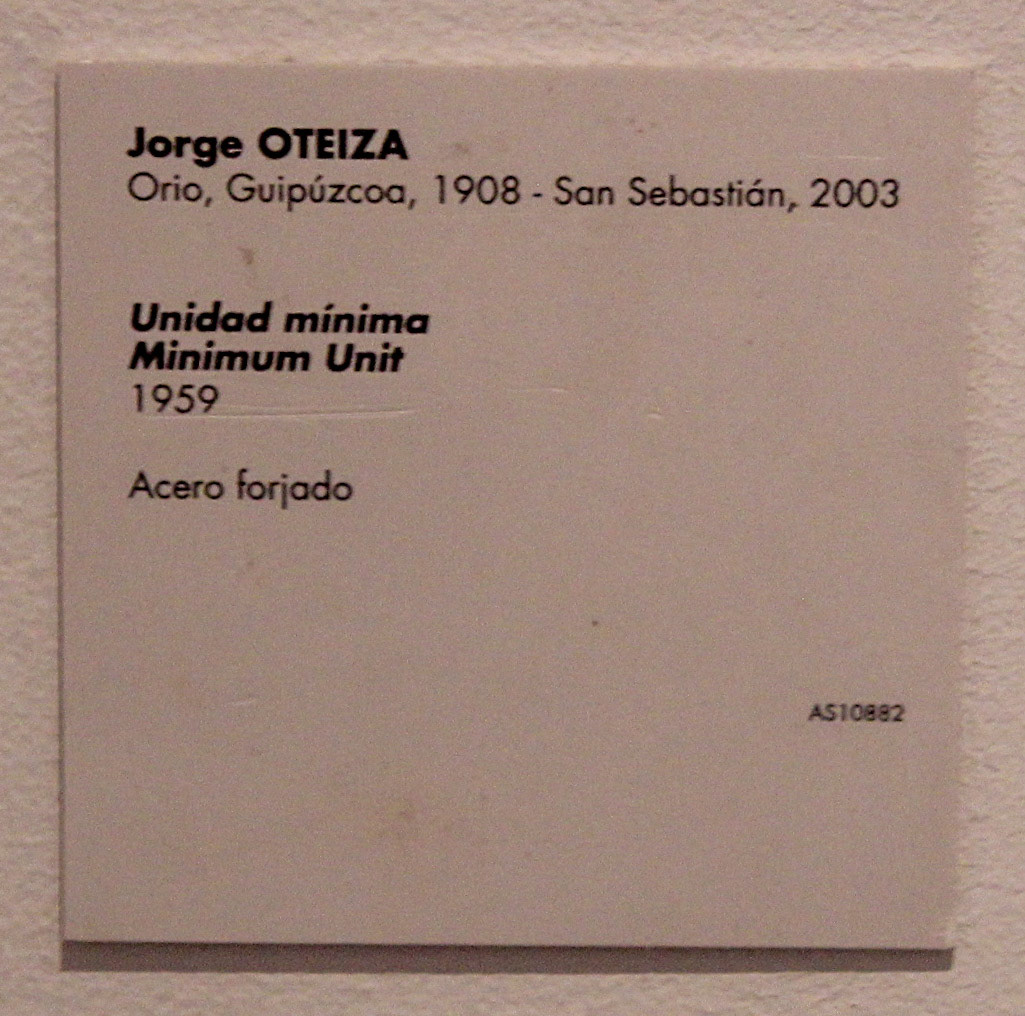 Jorge OTEIZA
Orio, Guipúzcoa, 1908 - San Sebastián, 2003
Unidad mínima
Minimum Unit
1959
Acero forjado
AS10882